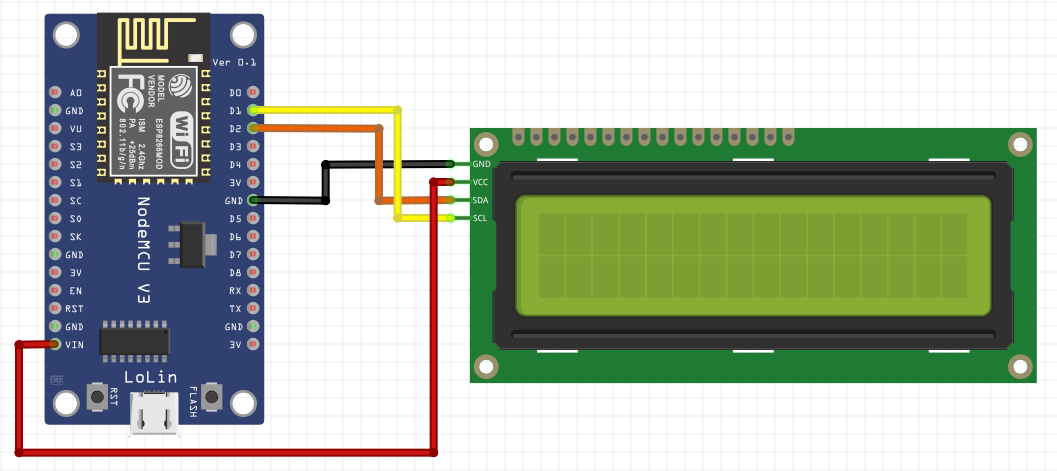 Ver 0.1
A0
GND
VU
S3
S2
S1
SC
S0
SK
GND
3V
EN
RST
GND
VIN
D0
D1
D2
D3
D4
3V
GND
D5
D6
D7
D8
RX
TX
GND
3V
MODEL
VENDOR
ESP8266MOD
FC
WiFi
ISM 2.4GHz
PA +25dBm
802.11b/g/n
NodeMCU V3
LoLin
RST
FLASH
GND
VCC
SDA
SCL